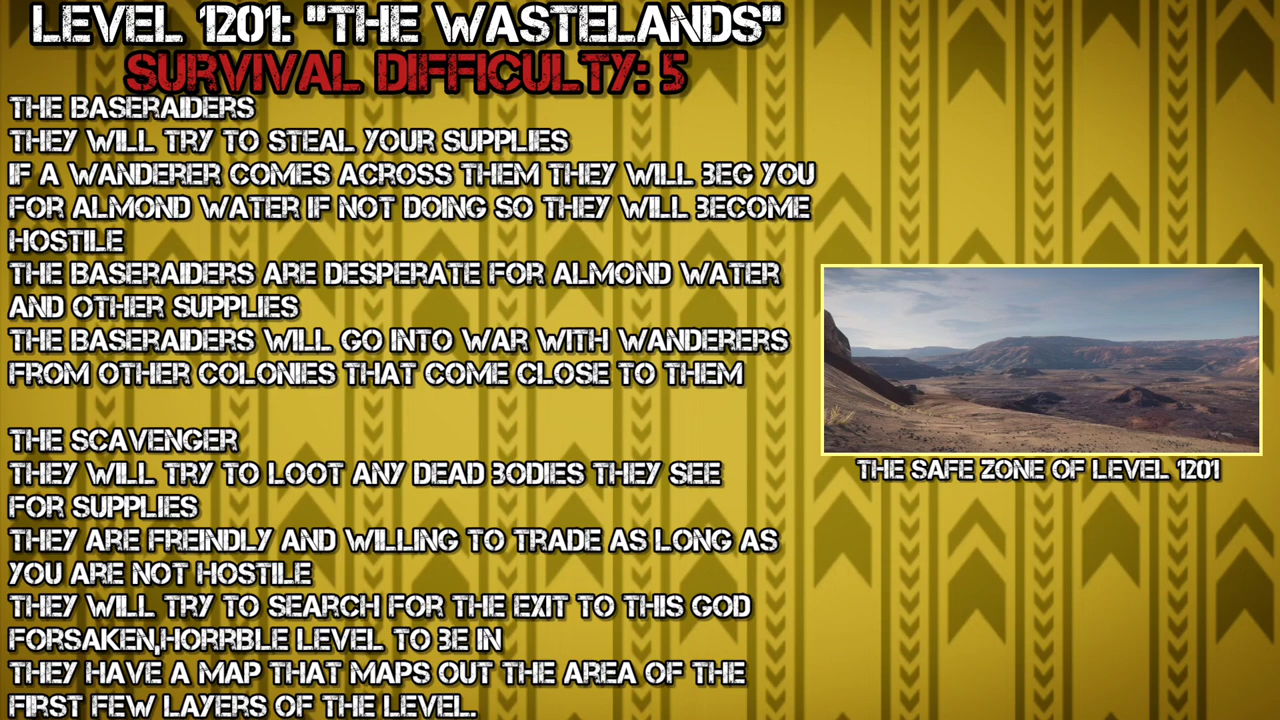 LEVEL 1201: "THE WASTELANDS"
SURVIVAL DIFFICULTY: 5
THE BASERAIDERS
THEY WILL TRY TO STEAL YOUR SUPPLIES
IF A WANDERER COMES ACROSS THEM THEY WILL BEG YOU
FOR ALMOND WATER IF NOT DOING SO THEY WILL BECOME
HOSTILE
THE BASERAIDERS ARE DESPERATE FOR ALMOND WATER
AND OTHER SUPPLIES
THE BASERAIDERS WILL GO INTO WAR WITH WANDERERS
FROM OTHER COLONIES THAT COME CLOSE TO THEM
THE SCAVENGER
THEY WILL TRY TO LOOT ANY DEAD BODIES THEY SEE
FOR SUPPLIES
THEY ARE FREINDLY AND WILLING TO TRADE AS LONG AS
YOU ARE NOT HOSTILE
THEY WILL TRY TO SEARCH FOR THE EXIT TO THIS GOD
FORSAKEN,HORRBLE LEVEL TO BE IN
THEY HAVE A MAP THAT MAPS OUT THE AREA OF THE
FIRST FEW LAYERS OF THE LEVEL.
THE SAFE ZONE OF LEVEL 1201